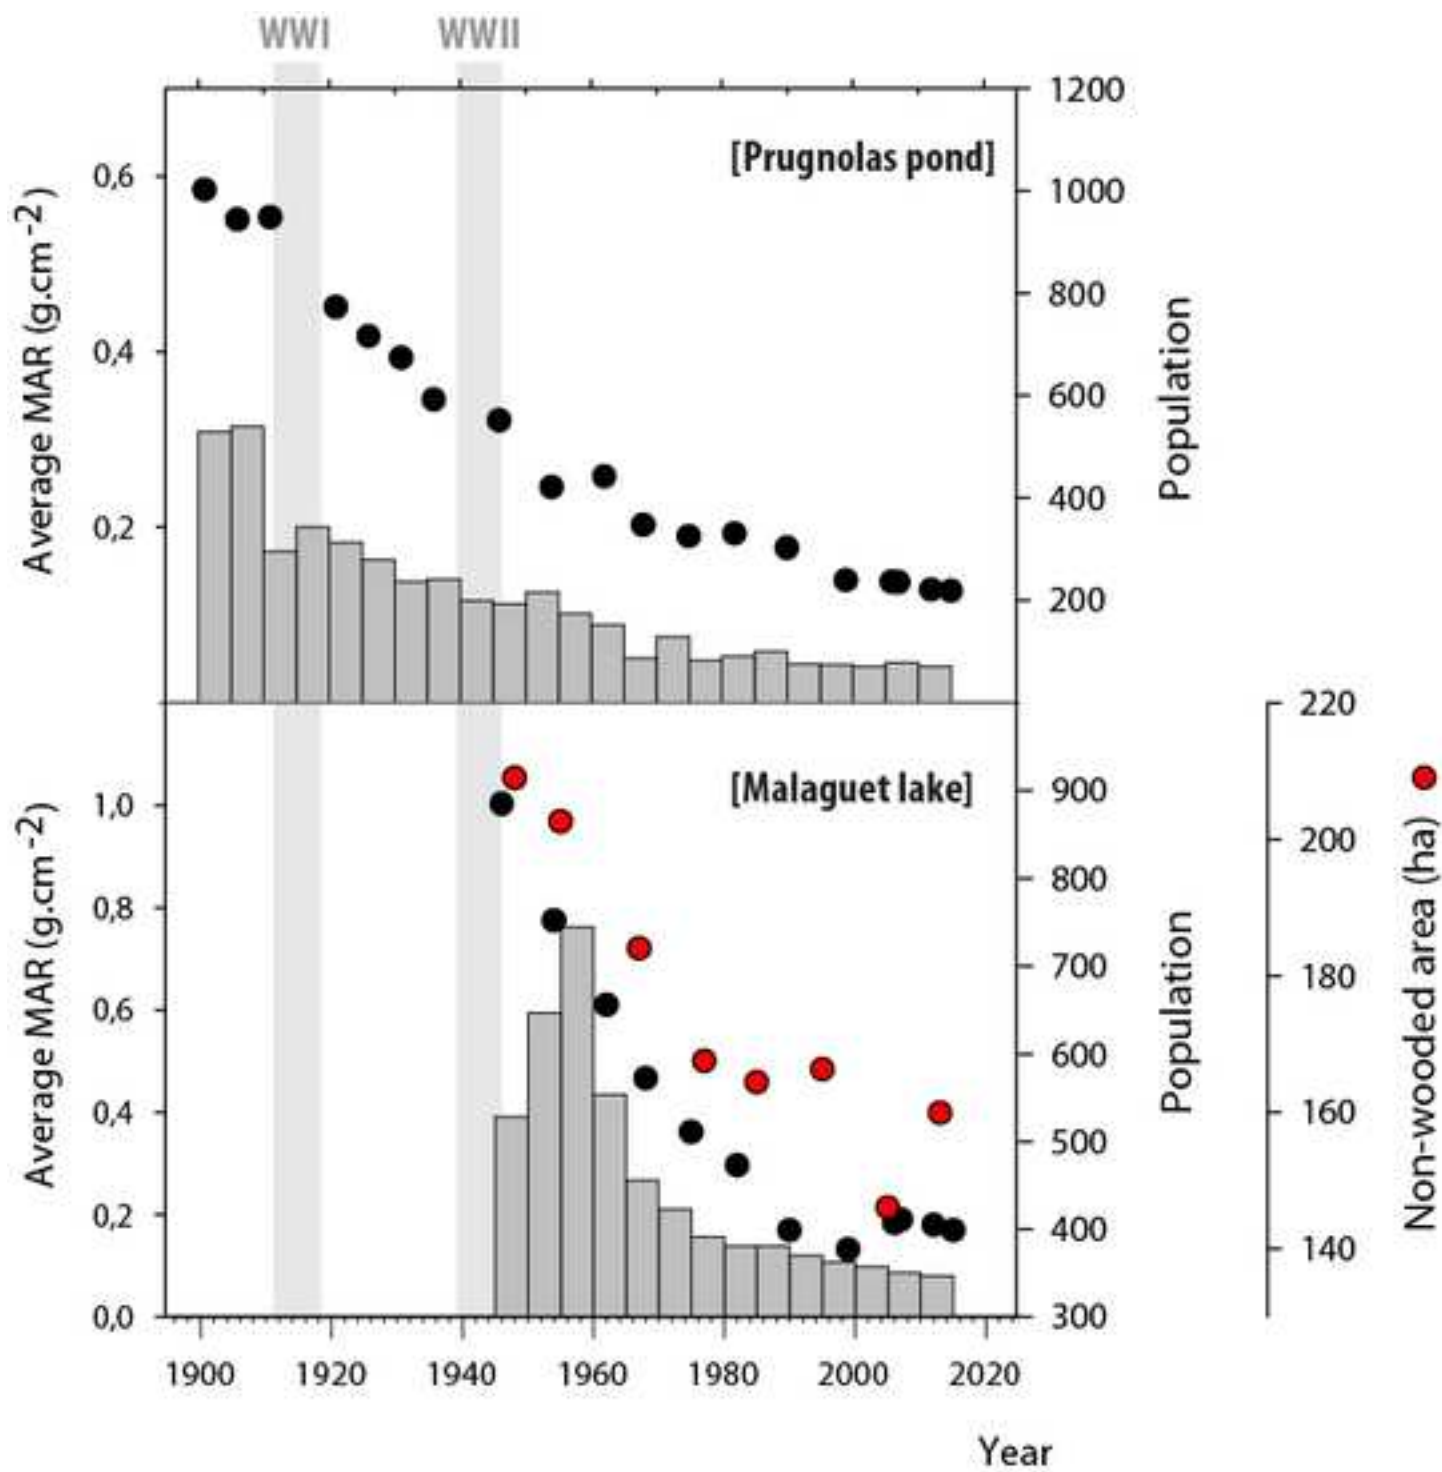 WWI WWII
[Prugnolas pond]
Average MAR (g.cm-2)
0,6
0,4
0,2
1200
1000
800
600
400
200
Population
[Malaguet lake]
Average MAR (g.cm-2)
1,0
0,8
0,6
0,4
0,2
0,0
900
800
700
600
500
400
300
Population
220
200
180
160
140
Non-wooded area (ha)
1900 1920 1940 1960 1980 2000 2020
Year